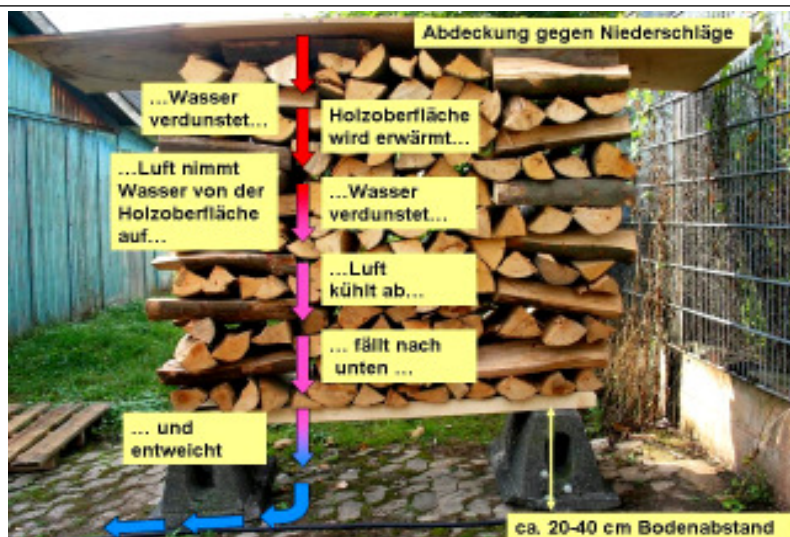 Abdeckung gegen Niederschläge
...Wasser
verdunstet...
Holzoberfläche
wird erwärmt...
...Luft nimmt
Wasser von der
Holzoberfläche
auf...
...Wasser
verdunstet...
...Luft
kühlt ab...
... fällt nach
unten ...
... und
entweicht
ca. 20-40 cm Bodenabstand